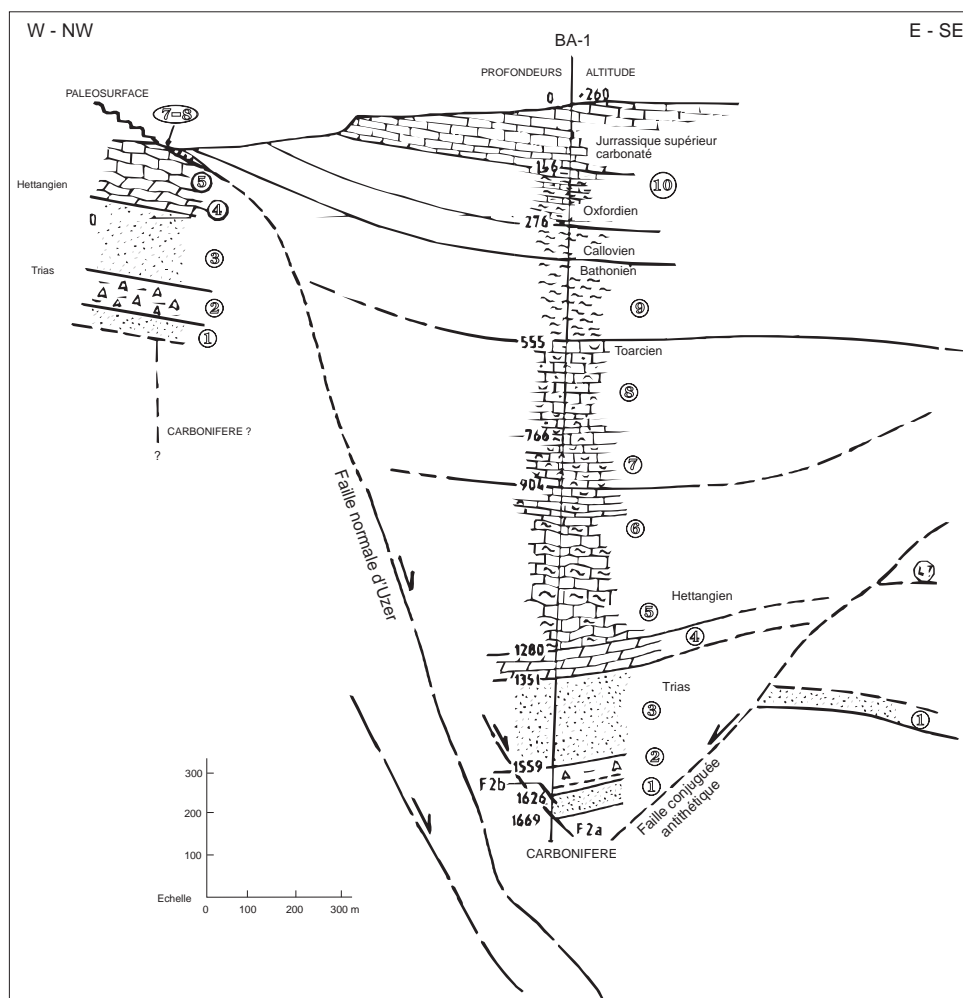 W - NW
E - SE
BA-1
PROFONDEURS
ALTITUDE
0
260
PALEOSURFACE
7-8
Jurrassique supérieur
carbonaté
146
10
Hettangien
5
4
Oxfordien
276
Callovien
Bathonien
3
Trias
2
9
1
555
Toarcien
8
CARBONIFERE ?
?
766
7
904
6
Faille normale d'Uzer
4?
Hettangien
5
4
1280
1351
Trias
3
1
2
1559
1
F2b
1626
1669
F2a
Faille conjuguée
antithétique
CARBONIFERE
300
200
100
Echelle
0 100 200 300 m